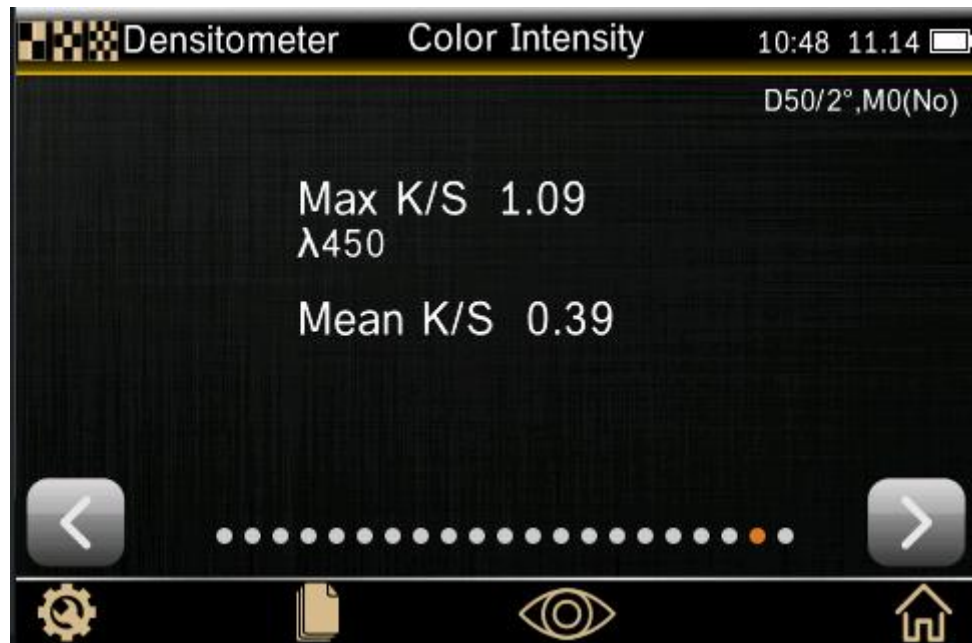 Densitometer Color Intensity 10:48 11.14
D50/2°,M0(No)
Max K/S 1.09
λ450
Mean K/S 0.39